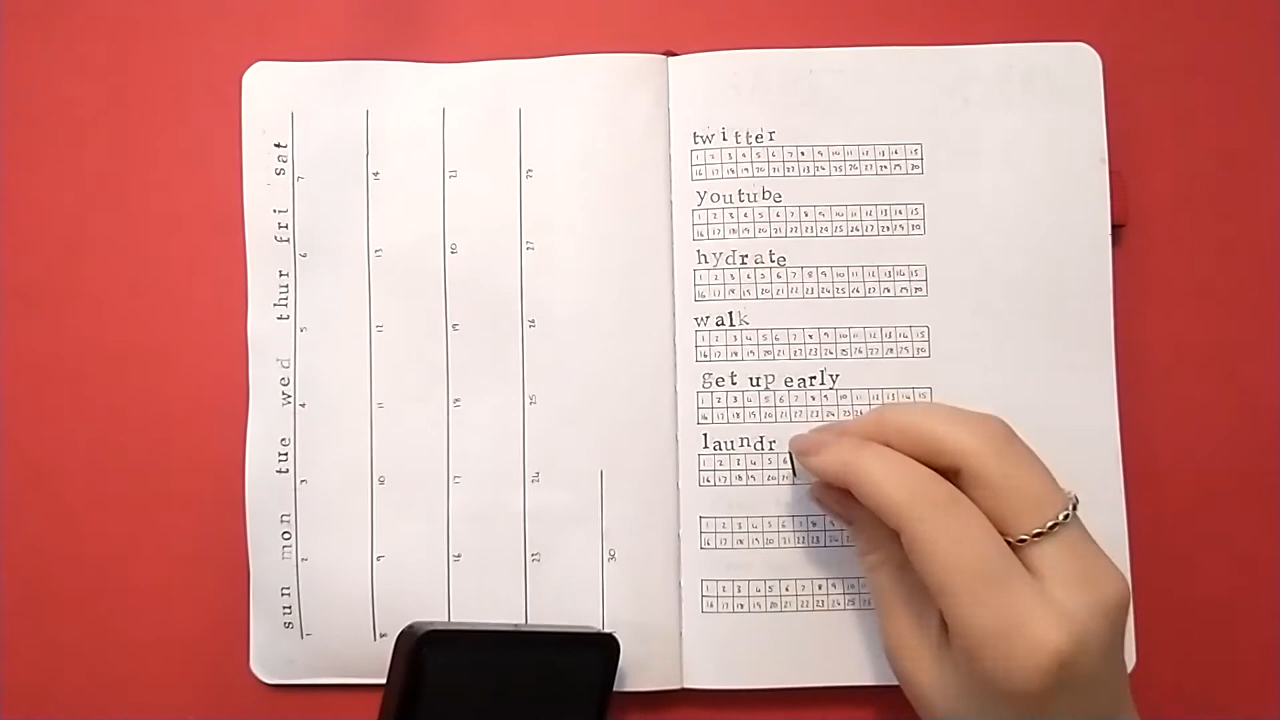 sun mon tue wed thur fri sat
1 2 3 4 5 6 7
8 9 10 11 12 13 14
16 17 18 19 20 21
23 24 25 26 27 28
30
twitter
1 2 3 4 5 6 7 8 9 10 11 12 13 14 15
16 17 18 19 20 21 22 23 24 25 26 27 28 29 30
youtube
1 2 3 4 5 6 7 8 9 10 11 12 13 14 15
16 17 18 19 20 21 22 23 24 25 26 27 28 29 30
hydrate
1 2 3 4 5 6 7 8 9 10 11 12 13 14 15
16 17 18 19 20 21 22 23 24 25 26 27 28 29 30
walk
1 2 3 4 5 6 7 8 9 10 11 12 13 14 15
16 17 18 19 20 21 22 23 24 25 26 27 28 29 30
get up early
1 2 3 4 5 6 7 8 9 10 11 12 13 14 15
16 17 18 19 20 21 22 23 24 25 26
laundr
1 2 3 4 5 6
16 17 18 19 20 21
1 2 3 4 5 6 7 8 9
16 17 18 19 20 21 22 23 24
1 2 3 4 5 6 7 8 9 10
16 17 18 19 20 21 22 23 24 25 26